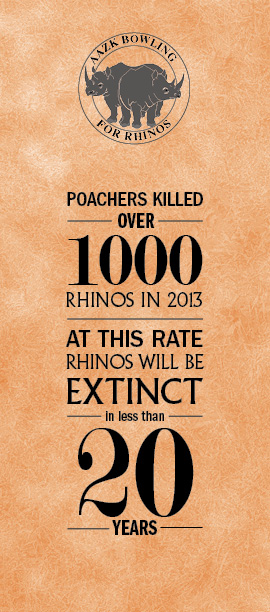 AAZK BOWLING
FOR RHINOS
POACHERS KILLED
OVER
1000
RHINOS IN 2013
AT THIS RATE
RHINOS WILL BE
EXTINCT
in less than
20
YEARS